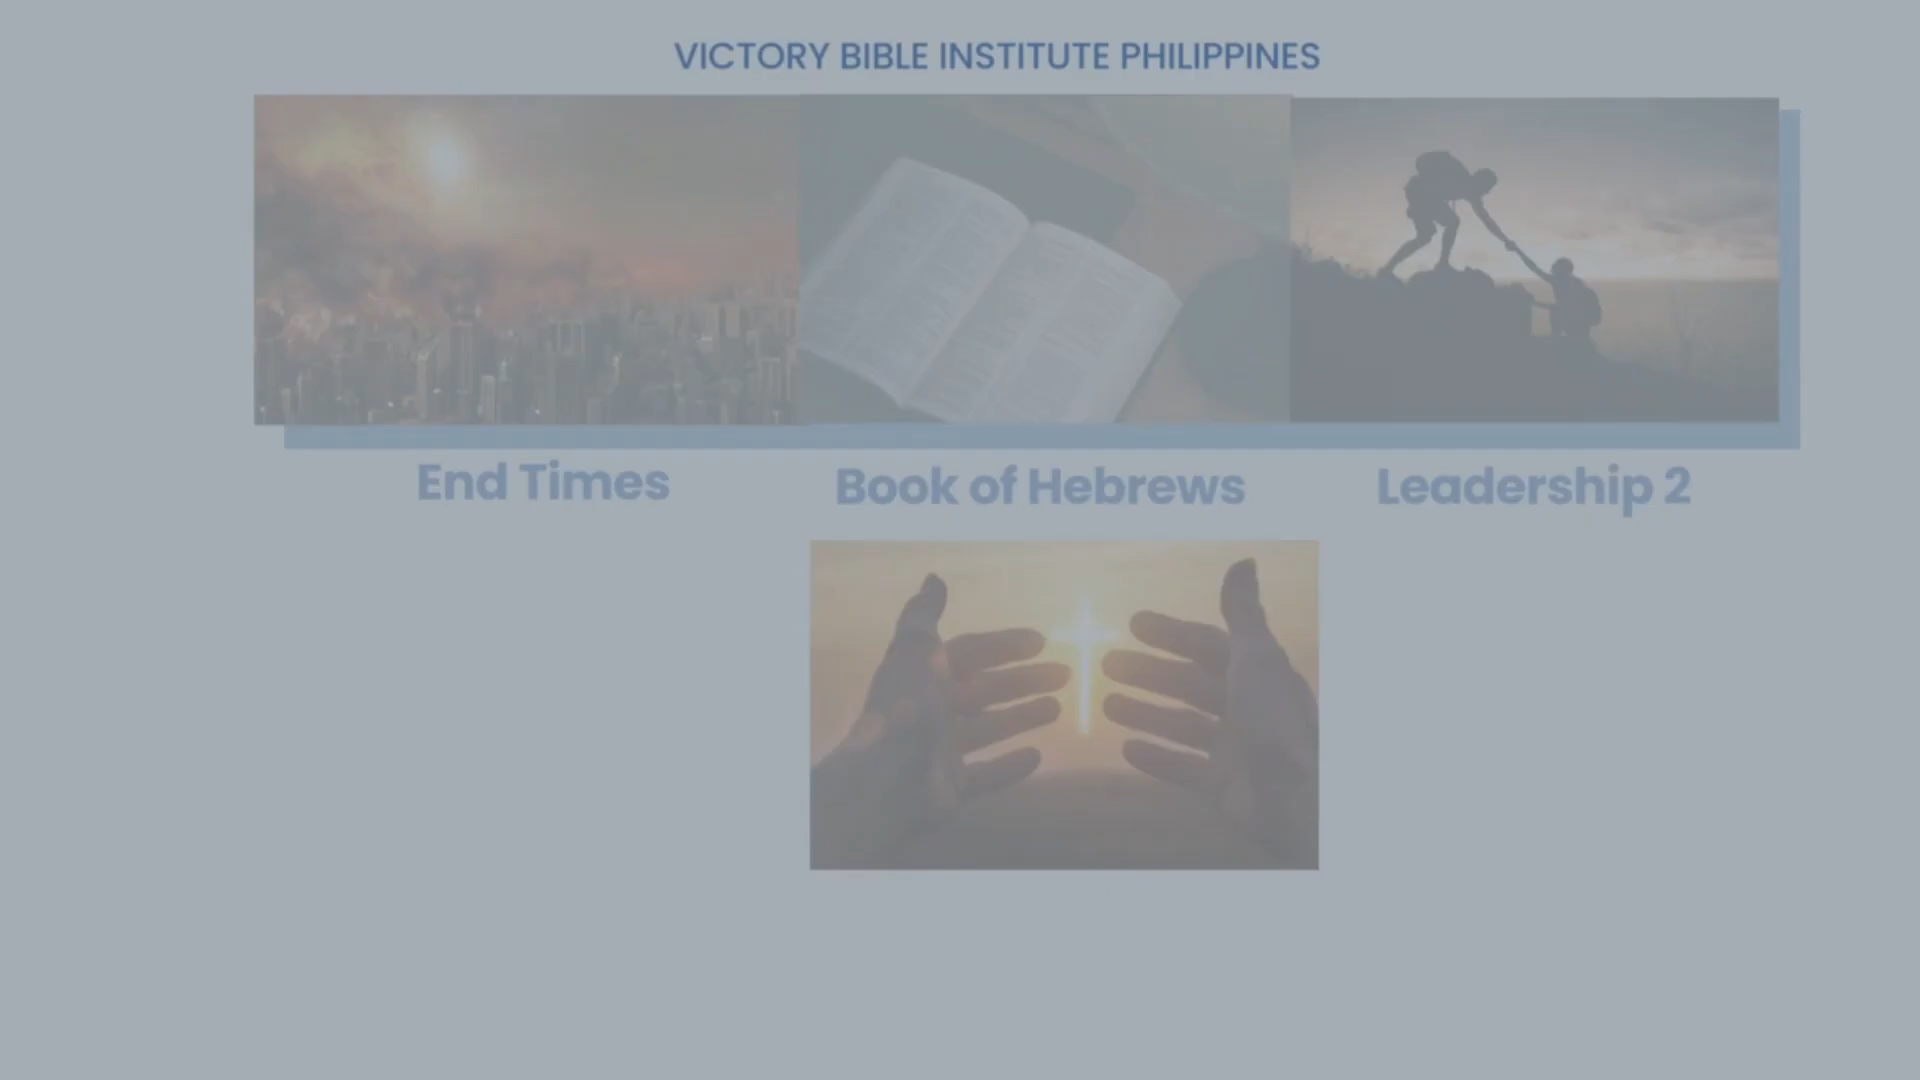 VICTORY BIBLE INSTITUTE PHILIPPINES
End Times
Book of Hebrews
Leadership 2